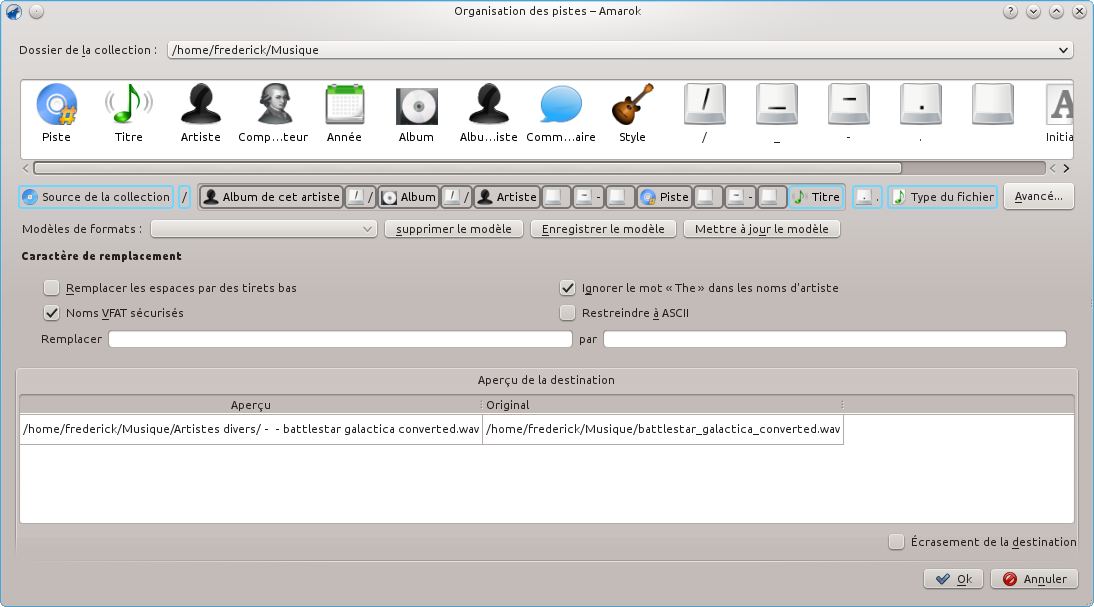 Organisation des pistes – Amarok
Dossier de la collection : /home/frederick/Musique
Piste Titre Artiste Comp…teur Année Album Albu…iste Comm…aire Style / _ - . Initia
Source de la collection / Album de cet artiste / / Album / / Artiste - - Piste - - Titre . . Type du fichier Avancé...
Modèles de formats : supprimer le modèle Enregistrer le modèle Mettre à jour le modèle
Caractère de remplacement
Remplacer les espaces par des tirets bas Ignorer le mot « The » dans les noms d'artiste
Noms VFAT sécurisés Restreindre à ASCII
Remplacer par
Aperçu de la destination
Aperçu Original
/home/frederick/Musique/Artistes divers/ - - battlestar galactica converted.wav /home/frederick/Musique/battlestar_galactica_converted.wav
Écrasement de la destination
Ok Annuler